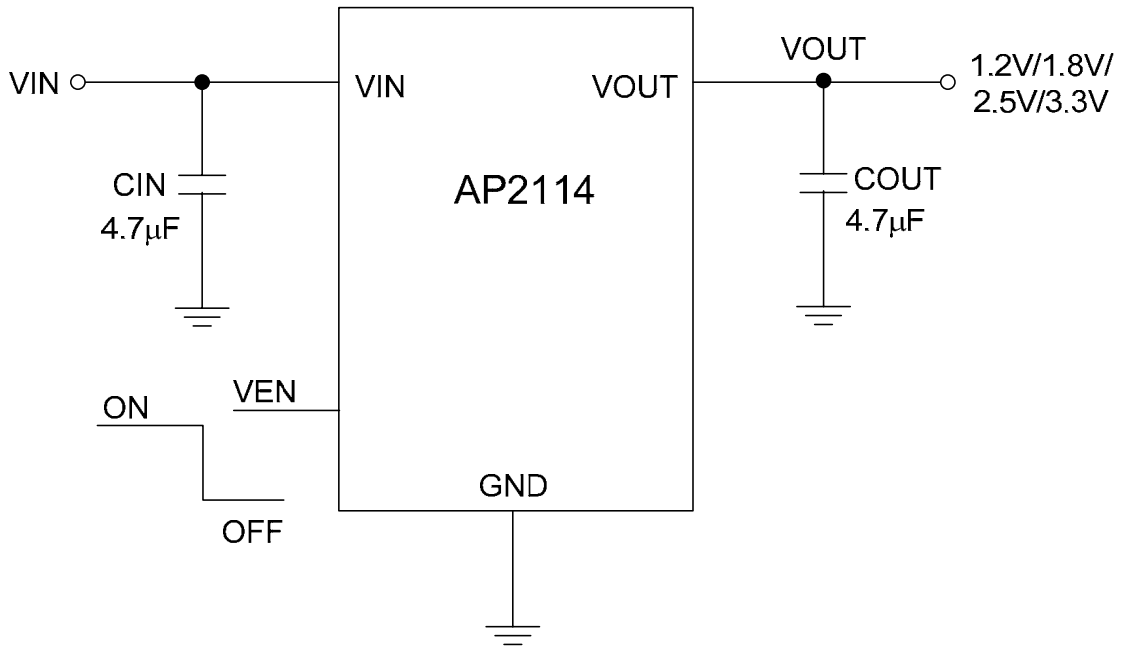 VIN
VIN
VOUT
VOUT
1.2V/1.8V/
2.5V/3.3V
CIN
4.7μF
AP2114
COUT
4.7μF
VEN
ON
OFF
GND